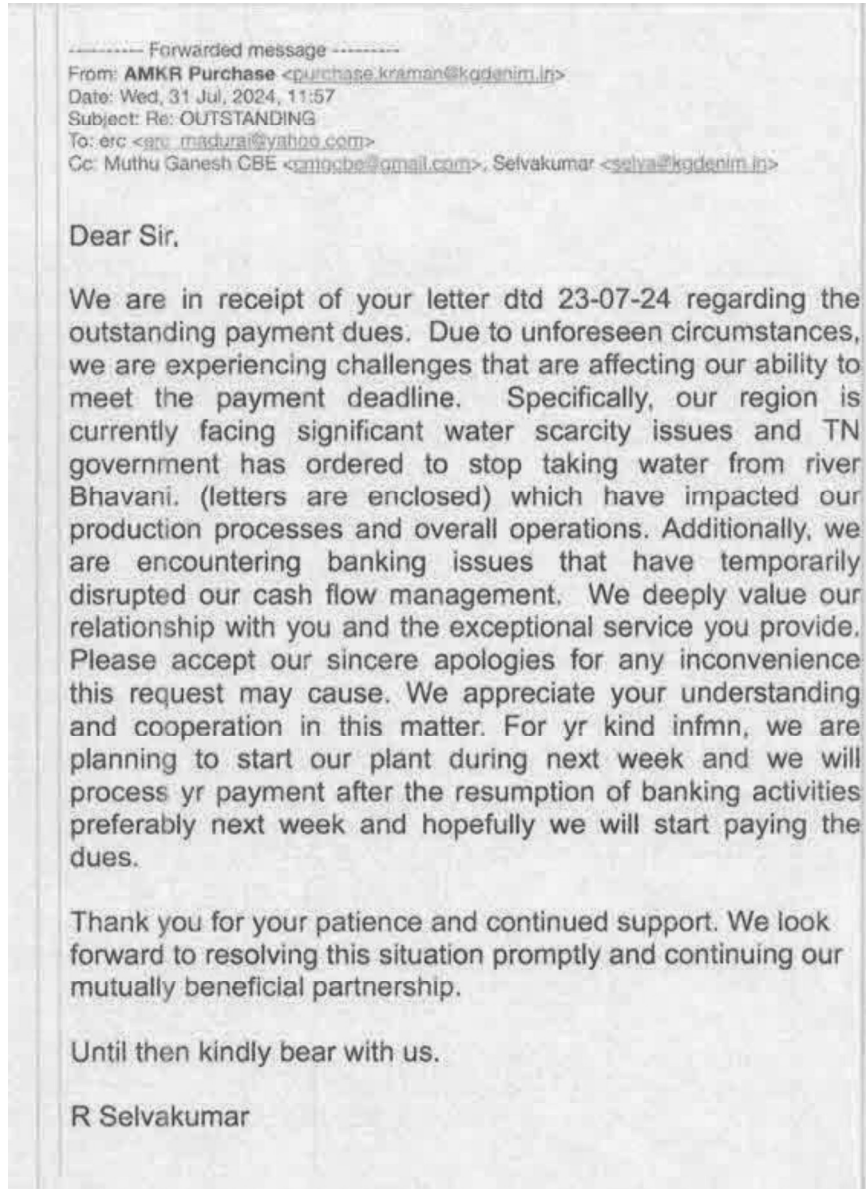 ---------- Forwarded message ---------
From: AMKR Purchase <purchase.kraman@kgdenim.in>
Date: Wed, 31 Jul, 2024, 11:57
Subject: Re: OUTSTANDING
To: erc <erc_madurai@yahoo.com>
Cc: Muthu Ganesh CBE <cmgcbe@gmail.com>, Selvakumar <selva@kgdenim.in>
Dear Sir,
We are in receipt of your letter dtd 23-07-24 regarding the
outstanding payment dues. Due to unforeseen circumstances,
we are experiencing challenges that are affecting our ability to
meet the payment deadline. Specifically, our region is
currently facing significant water scarcity issues and TN
government has ordered to stop taking water from river
Bhavani. (letters are enclosed) which have impacted our
production processes and overall operations. Additionally, we
are encountering banking issues that have temporarily
disrupted our cash flow management. We deeply value our
relationship with you and the exceptional service you provide.
Please accept our sincere apologies for any inconvenience
this request may cause. We appreciate your understanding
and cooperation in this matter. For yr kind infmn, we are
planning to start our plant during next week and we will
process yr payment after the resumption of banking activities
preferably next week and hopefully we will start paying the
dues.
Thank you for your patience and continued support. We look
forward to resolving this situation promptly and continuing our
mutually beneficial partnership.
Until then kindly bear with us.
R Selvakumar